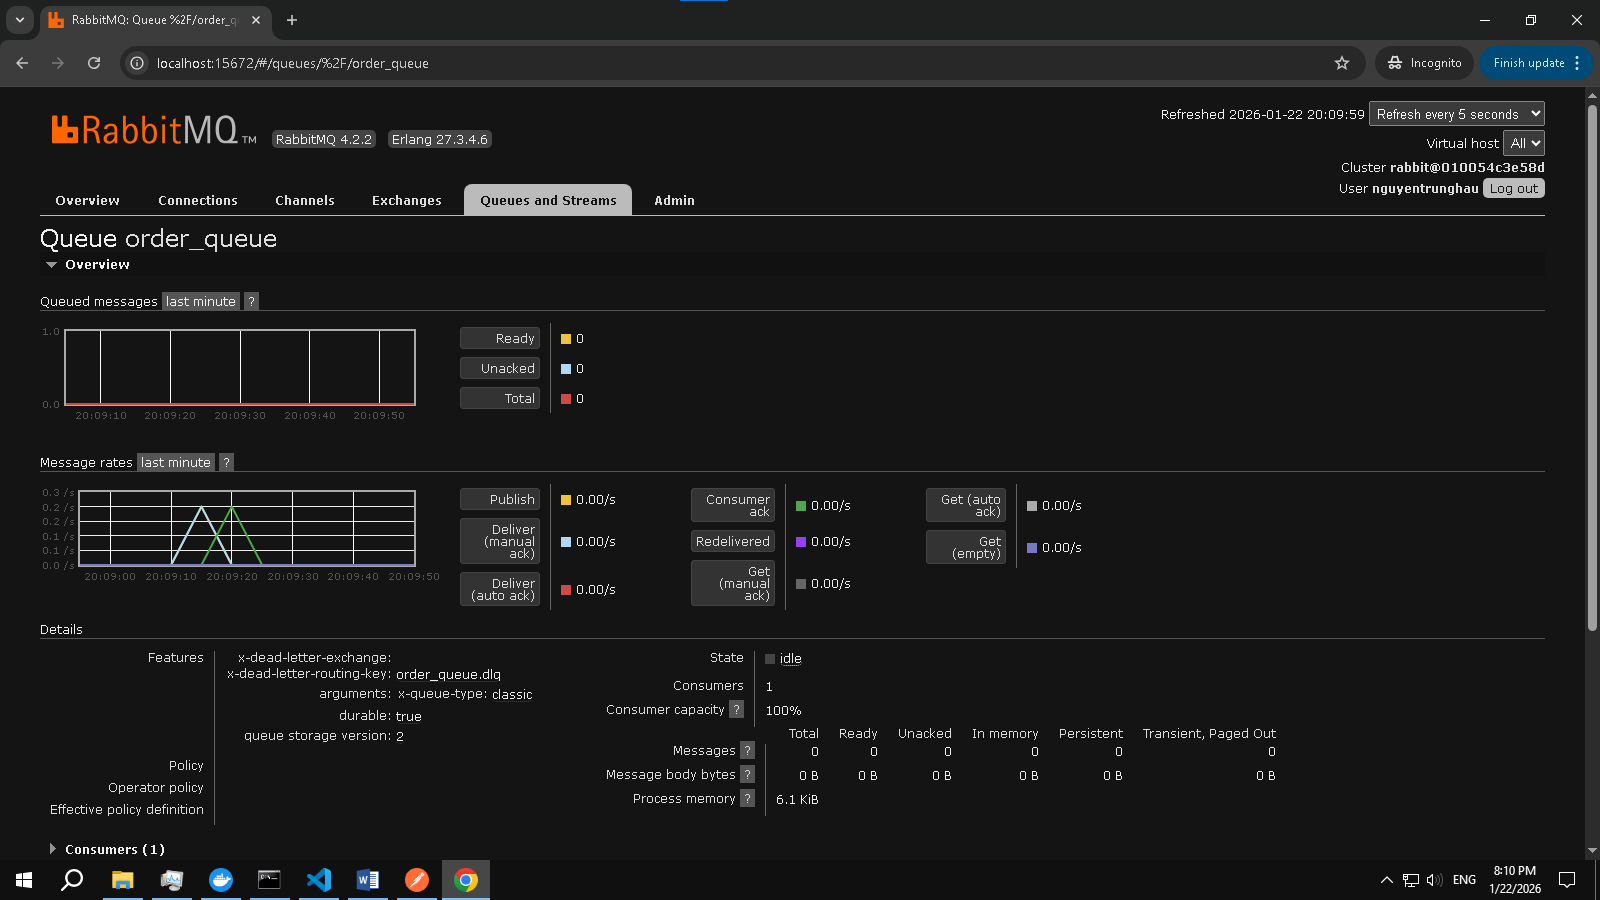 RabbitMQ: Queue %2F/order_q
localhost:15672/#/queues/%2F/order_queue
Incognito
Finish update
RabbitMQ TM
RabbitMQ 4.2.2
Erlang 27.3.4.6
Refreshed 2026-01-22 20:09:59
Refresh every 5 seconds
Virtual host All
Cluster rabbit@010054c3e58d
User nguyentrunghau Log out
Overview Connections Channels Exchanges Queues and Streams Admin
Queue order_queue
Overview
Queued messages last minute ?
1.0
0.0
20:09:10 20:09:20 20:09:30 20:09:40 20:09:50
Ready 0
Unacked 0
Total 0
Message rates last minute ?
0.3 /s
0.2 /s
0.2 /s
0.1 /s
0.1 /s
0.0 /s
20:09:00 20:09:10 20:09:20 20:09:30 20:09:40 20:09:50
Publish 0.00/s
Deliver (manual ack) 0.00/s
Deliver (auto ack) 0.00/s
Consumer ack 0.00/s
Redelivered 0.00/s
Get (manual ack) 0.00/s
Get (auto ack) 0.00/s
Get (empty) 0.00/s
Details
Features
x-dead-letter-exchange:
x-dead-letter-routing-key: order_queue.dlq
arguments: x-queue-type: classic
durable: true
queue storage version: 2
Policy
Operator policy
Effective policy definition
State idle
Consumers 1
Consumer capacity ? 100%
Total Ready Unacked In memory Persistent Transient, Paged Out
Messages ? 0 0 0 0 0 0
Message body bytes ? 0 B 0 B 0 B 0 B 0 B 0 B
Process memory ? 6.1 KiB
Consumers (1)
ENG
8:10 PM
1/22/2026